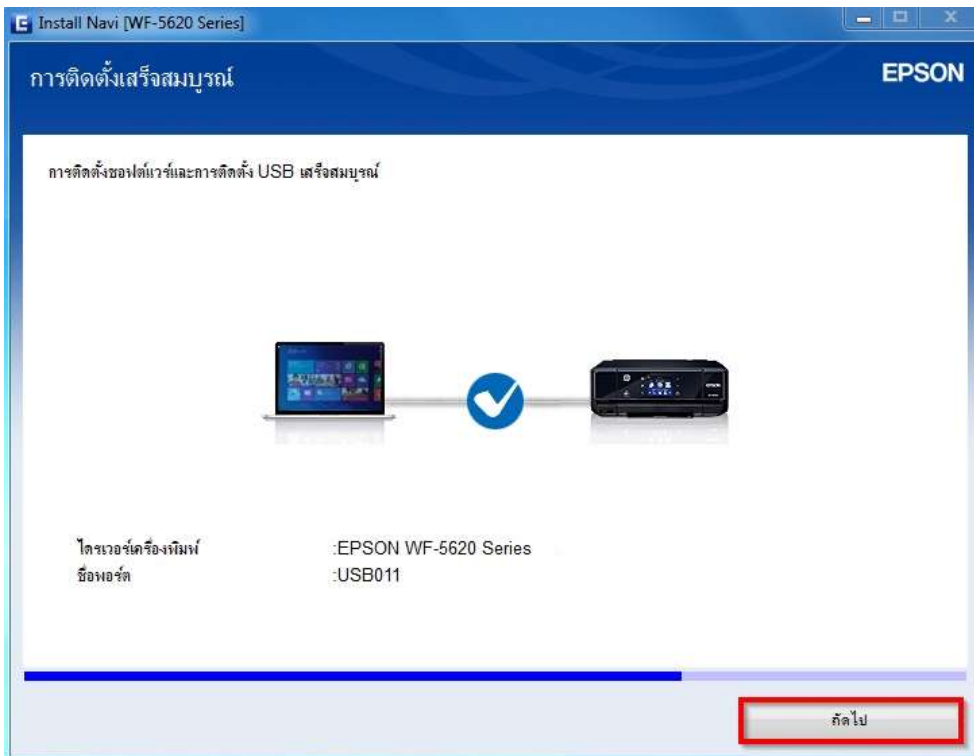 Install Navi [WF-5620 Series]
การติดตั้งเสร็จสมบูรณ์
EPSON
การติดตั้งซอฟต์แวร์และการติดตั้ง USB เสร็จสมบูรณ์
ไดรเวอร์เครื่องพิมพ์ :EPSON WF-5620 Series
ชื่อพอร์ต :USB011
ถัดไป